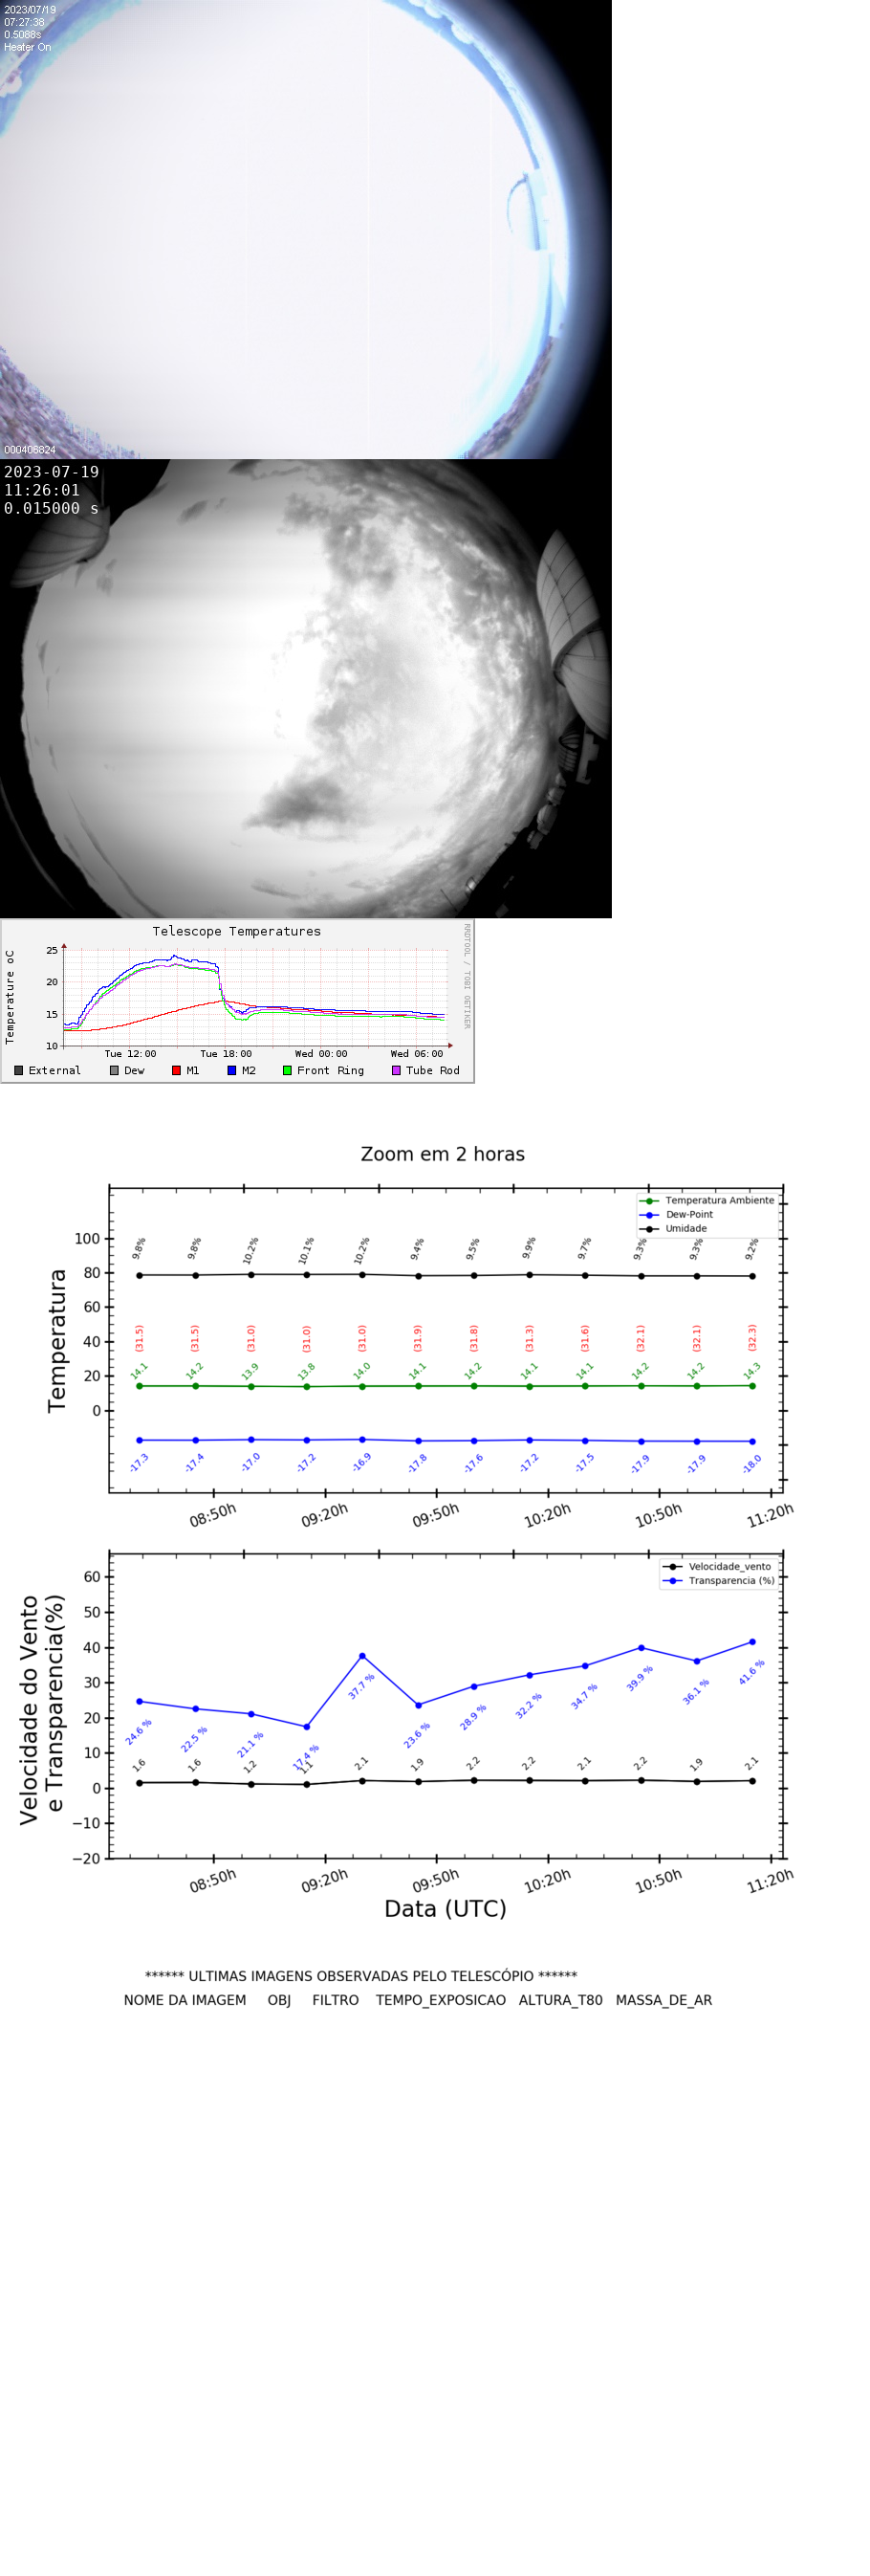 2023/07/19
07:27:38
0.5088s
Heater On
000406824
2023-07-19
11:26:01
0.015000 s
Telescope Temperatures
RRDTOOL / TOBI OETIKER
Temperature oC
25
20
15
10
Tue 12:00 Tue 18:00 Wed 00:00 Wed 06:00
External Dew M1 M2 Front Ring Tube Rod
Zoom em 2 horas
Temperatura Ambiente
Dew-Point
Umidade
Temperatura
100
80
60
40
20
0
9.8% 9.8% 10.2% 10.1% 10.2% 9.4% 9.5% 9.9% 9.7% 9.3% 9.3% 9.2%
(31.5) (31.5) (31.0) (31.0) (31.0) (31.9) (31.8) (31.3) (31.6) (32.1) (32.1) (32.3)
14.1 14.2 13.9 13.8 14.0 14.1 14.2 14.1 14.1 14.2 14.2 14.3
-17.3 -17.4 -17.0 -17.2 -16.9 -17.8 -17.6 -17.2 -17.5 -17.9 -17.9 -18.0
08:50h 09:20h 09:50h 10:20h 10:50h 11:20h
Velocidade_vento
Transparencia (%)
Velocidade do Vento
e Transparencia(%)
60
50
40
30
20
10
0
−10
−20
24.6 % 22.5 % 21.1 % 17.4 % 37.7 % 23.6 % 28.9 % 32.2 % 34.7 % 39.9 % 36.1 % 41.6 %
1.6 1.6 1.2 1.1 2.1 1.9 2.2 2.2 2.1 2.2 1.9 2.1
08:50h 09:20h 09:50h 10:20h 10:50h 11:20h
Data (UTC)
****** ULTIMAS IMAGENS OBSERVADAS PELO TELESCÓPIO ******
NOME DA IMAGEM OBJ FILTRO TEMPO_EXPOSICAO ALTURA_T80 MASSA_DE_AR